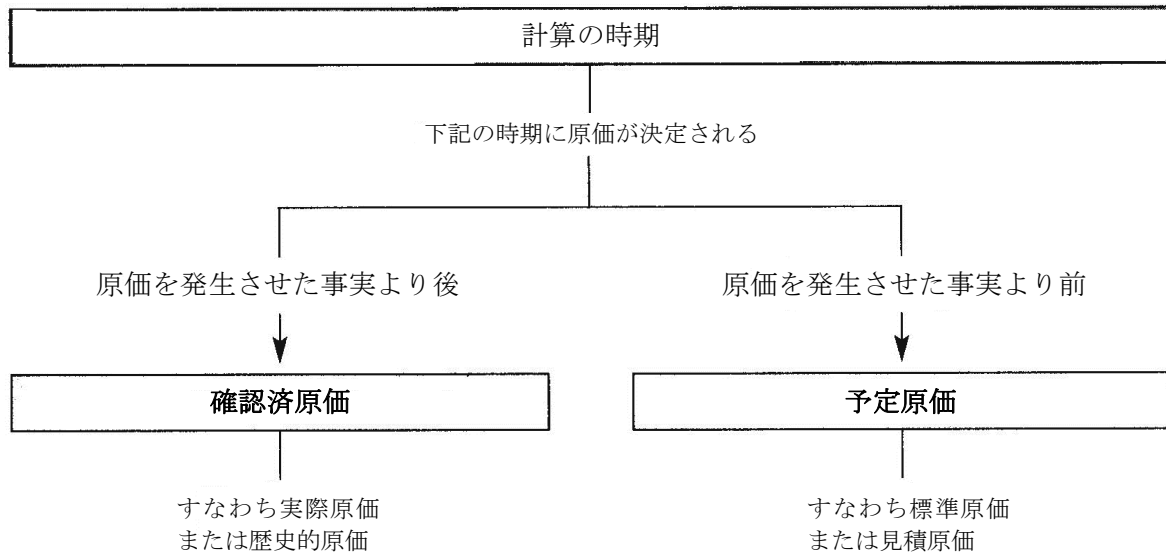 計算の時期
下記の時期に原価が決定される
原価を発生させた事実より後
原価を発生させた事実より前
確認済原価
予定原価
すなわち実際原価
または歴史的原価
すなわち標準原価
または見積原価